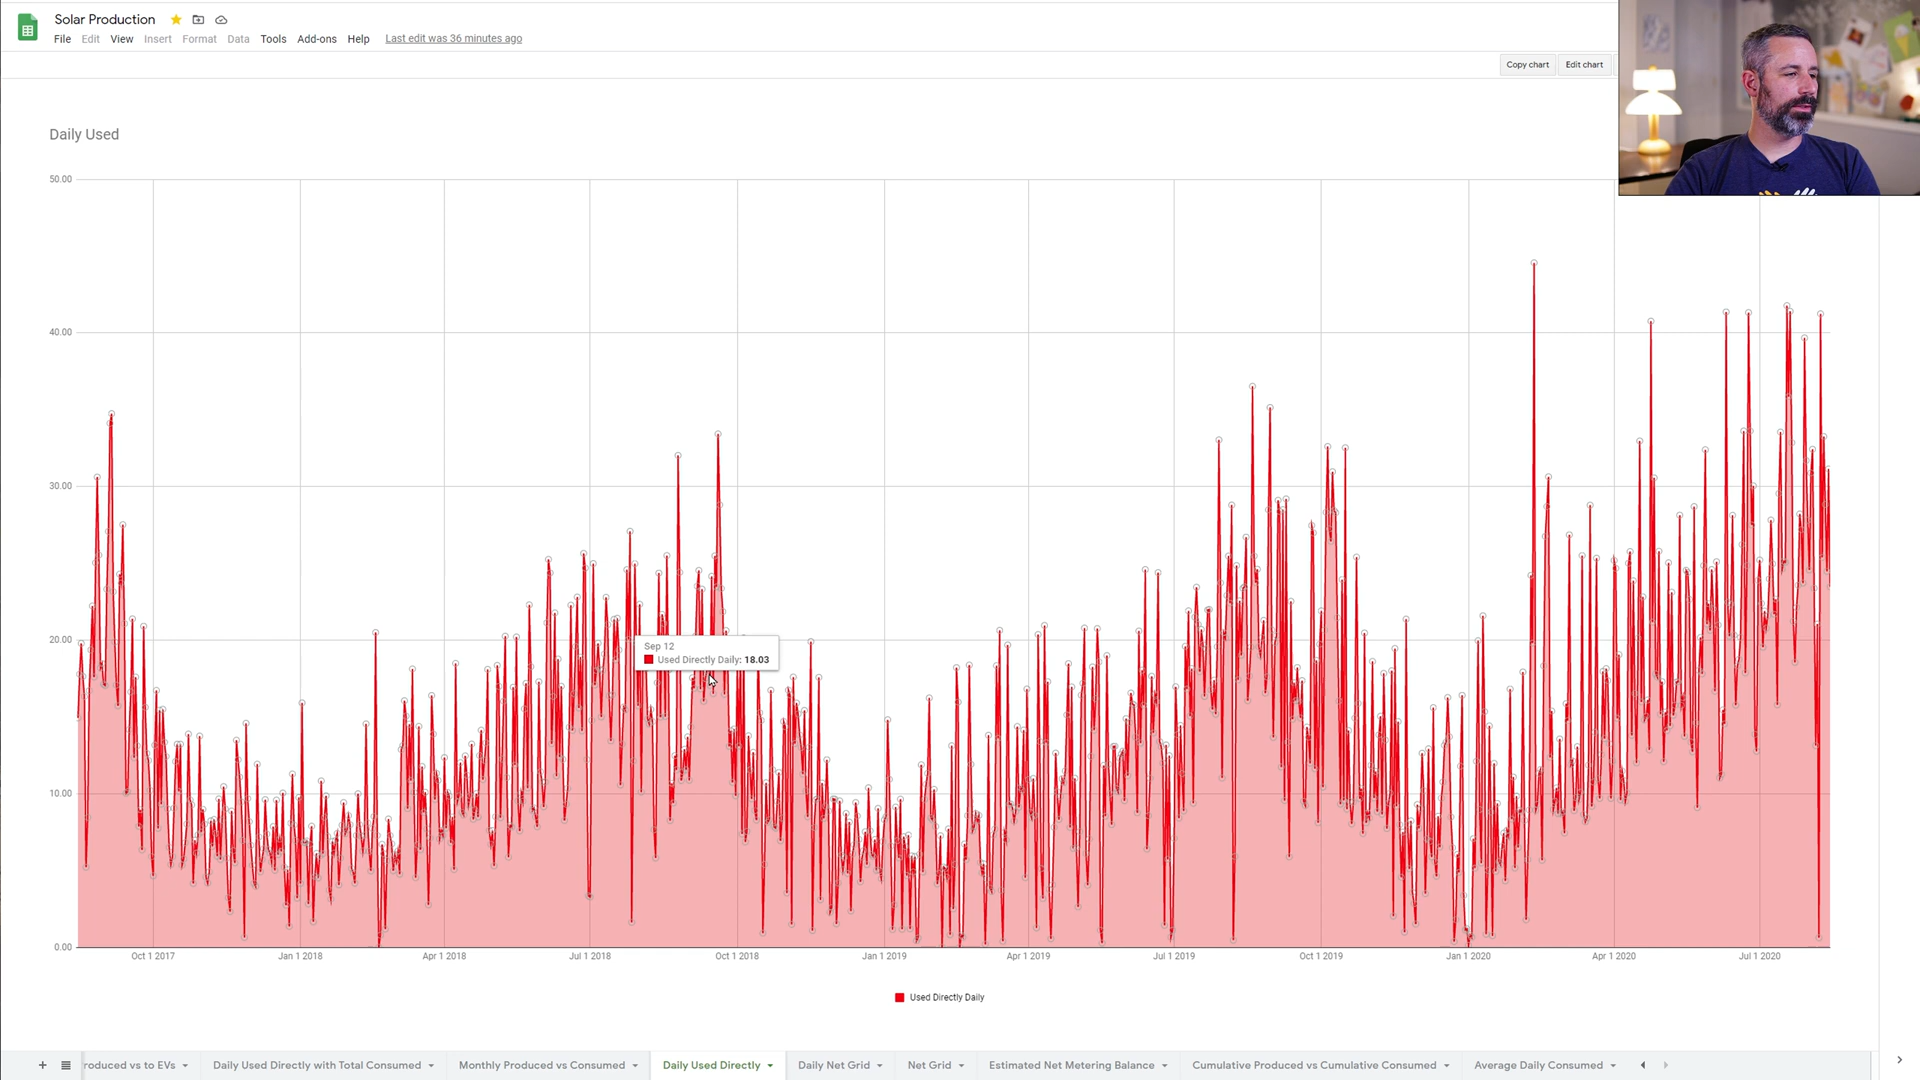 Solar Production
File Edit View Insert Format Data Tools Add-ons Help Last edit was 36 minutes ago
Copy chart Edit chart
Daily Used
50.00
40.00
30.00
20.00
10.00
0.00
Sep 12
Used Directly Daily: 18.03
Oct 1 2017 Jan 1 2018 Apr 1 2018 Jul 1 2018 Oct 1 2018 Jan 1 2019 Apr 1 2019 Jul 1 2019 Oct 1 2019 Jan 1 2020 Apr 1 2020 Jul 1 2020
Used Directly Daily
roduced vs to EVs Daily Used Directly with Total Consumed Monthly Produced vs Consumed Daily Used Directly Daily Net Grid Net Grid Estimated Net Metering Balance Cumulative Produced vs Cumulative Consumed Average Daily Consumed